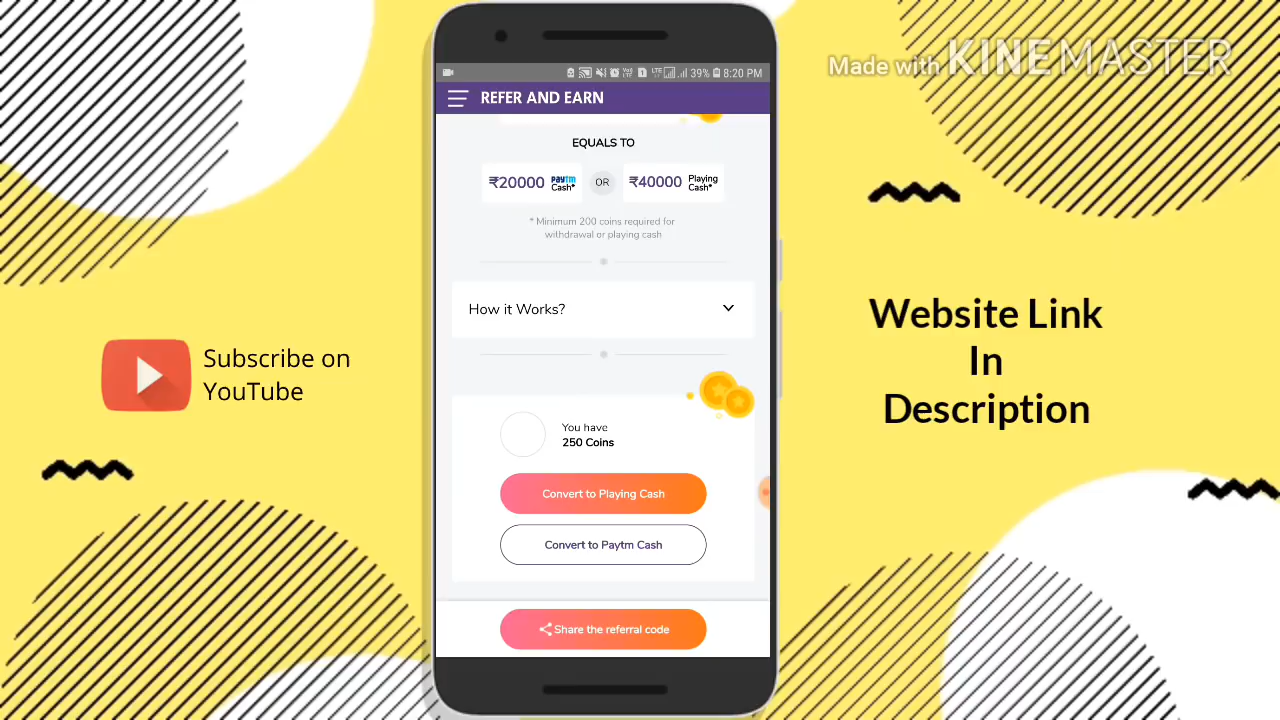 Made with KINEMASTER
39% 8:20 PM
REFER AND EARN
EQUALS TO
₹20000 Paytm Cash*
OR
₹40000 Playing Cash*
* Minimum 200 coins required for
withdrawal or playing cash
How it Works?
You have
250 Coins
Convert to Playing Cash
Convert to Paytm Cash
Share the referral code
Subscribe on
YouTube
Website Link
In
Description